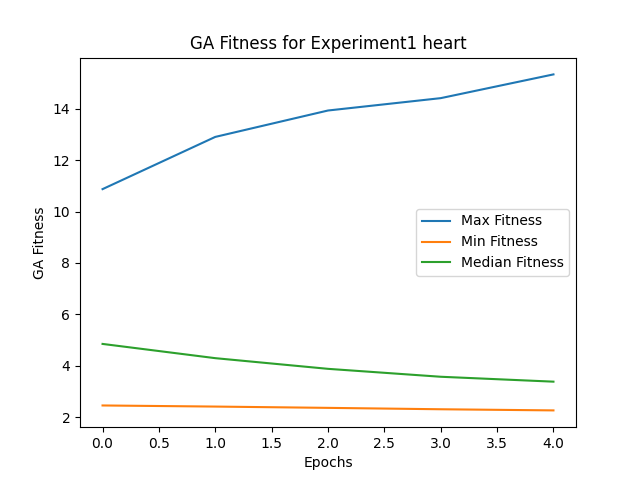 GA Fitness for Experiment1 heart
GA Fitness
14
12
10
8
6
4
2
Max Fitness
Min Fitness
Median Fitness
0.0 0.5 1.0 1.5 2.0 2.5 3.0 3.5 4.0
Epochs